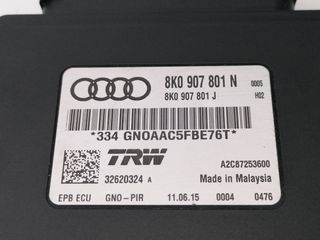 8K0 907 801 N 0005
8K0 907 801 J H02
*334 GNOAAC5FBE76T*
TRW
A2C87253600
32620324 A Made in Malaysia
EPB ECU GNO-PIR 11.06.15 0004 0476